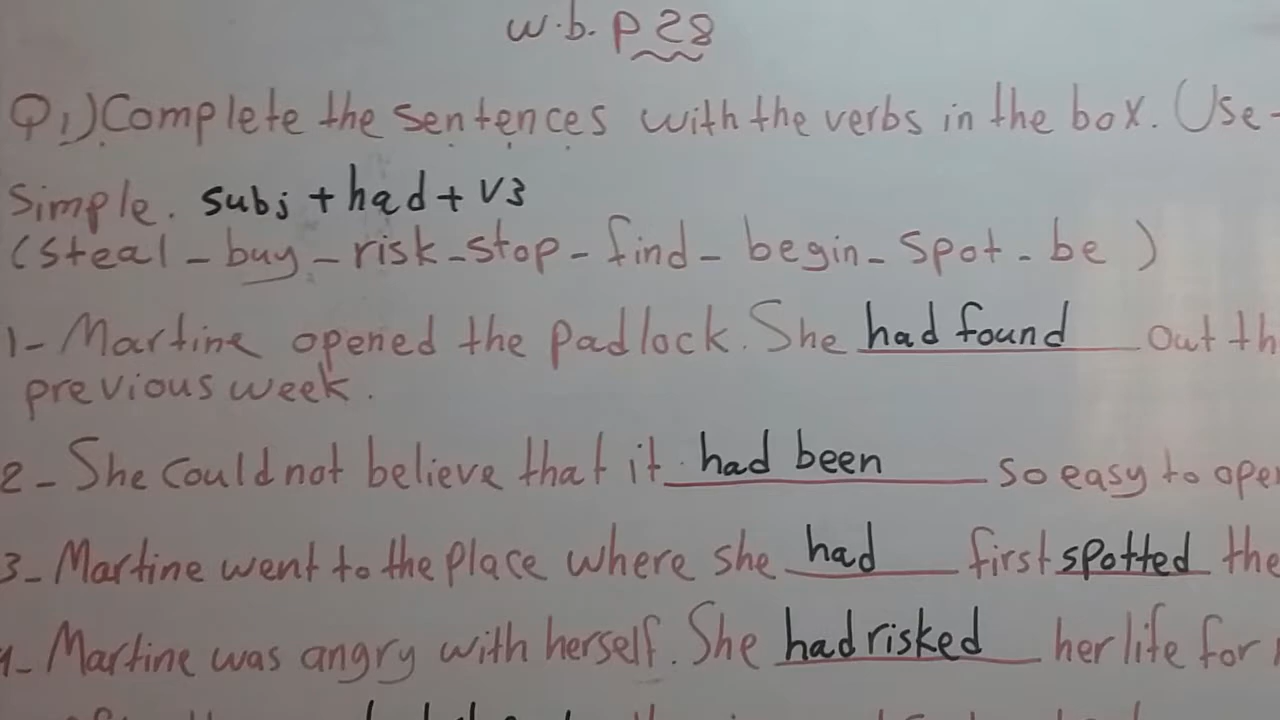 w.b. P 28
Q1) Complete the sentences with the verbs in the box. Use
Simple. subj + had + V3
(steal - buy - risk - stop - find - begin - spot - be )
1- Martine opened the padlock. She had found out th
previous week.
2- She could not believe that it had been so easy to ope
3- Martine went to the place where she had first spotted the
4- Martine was angry with herself. She had risked her life for